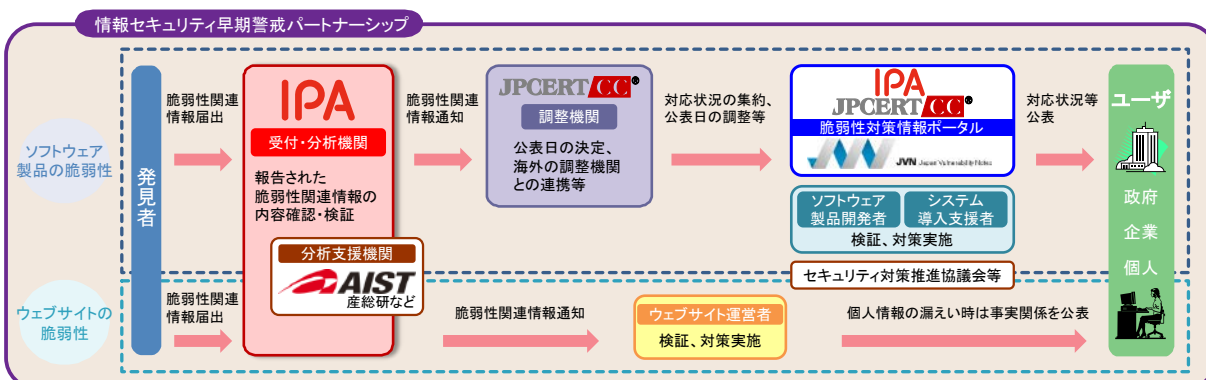 情報セキュリティ早期警戒パートナーシップ
ソフトウェア
製品の脆弱性
発見者
脆弱性関連
情報届出
IPA
受付・分析機関
報告された
脆弱性関連情報の
内容確認・検証
分析支援機関
AIST
産総研など
脆弱性関連
情報通知
JPCERT CC®
調整機関
公表日の決定、
海外の調整機関
との連携等
対応状況の集約、
公表日の調整等
IPA
JPCERT CC®
脆弱性対策情報ポータル
JVN Japan Vulnerability Notes
ソフトウェア
製品開発者
システム
導入支援者
検証、対策実施
セキュリティ対策推進協議会等
対応状況等
公表
ユーザ
政府
企業
個人
ウェブサイトの
脆弱性
脆弱性関連
情報届出
脆弱性関連情報通知
ウェブサイト運営者
検証、対策実施
個人情報の漏えい時は事実関係を公表